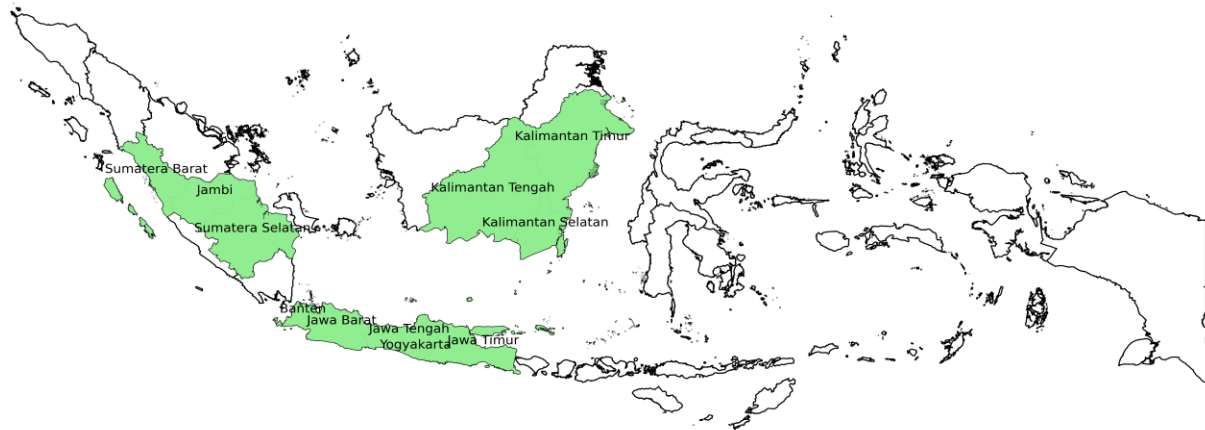 Kalimantan Timur
Sumatera Barat
Jambi
Kalimantan Tengah
Kalimantan Selatan
Sumatera Selatan
Banten
Jawa Barat
Jawa Tengah
Jawa Timur
Yogyakarta